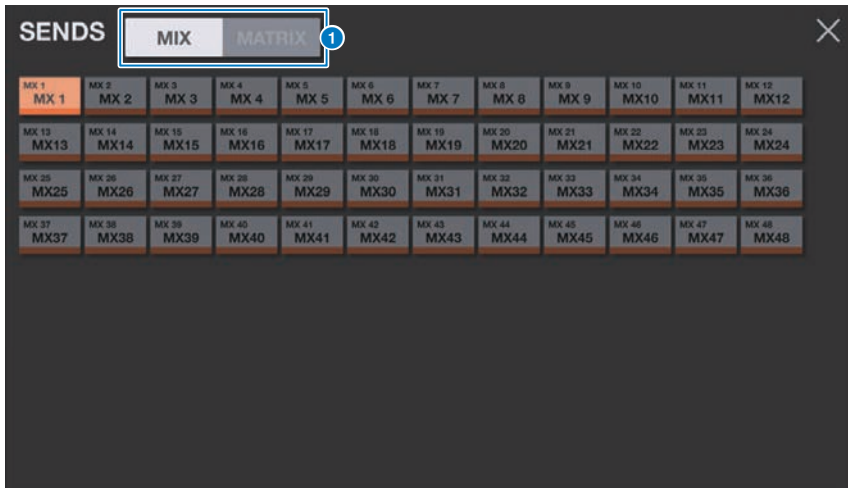 SENDS MIX MATRIX 1
MX 1 MX 2 MX 3 MX 4 MX 5 MX 6 MX 7 MX 8 MX 9 MX 10 MX 11 MX 12
MX 1 MX 2 MX 3 MX 4 MX 5 MX 6 MX 7 MX 8 MX 9 MX10 MX11 MX12
MX 13 MX 14 MX 15 MX 16 MX 17 MX 18 MX 19 MX 20 MX 21 MX 22 MX 23 MX 24
MX13 MX14 MX15 MX16 MX17 MX18 MX19 MX20 MX21 MX22 MX23 MX24
MX 25 MX 26 MX 27 MX 28 MX 29 MX 30 MX 31 MX 32 MX 33 MX 34 MX 35 MX 36
MX25 MX26 MX27 MX28 MX29 MX30 MX31 MX32 MX33 MX34 MX35 MX36
MX 37 MX 38 MX 39 MX 40 MX 41 MX 42 MX 43 MX 44 MX 45 MX 46 MX 47 MX 48
MX37 MX38 MX39 MX40 MX41 MX42 MX43 MX44 MX45 MX46 MX47 MX48